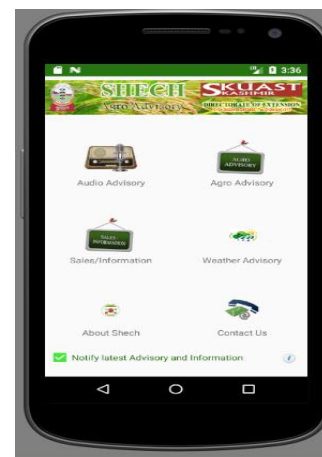 3:36
SHECH
Agro Advisory
SKUAST
KASHMIR
DIRECTORATE OF EXTENSION
Audio Advisory
AGRO
ADVISORY
Agro Advisory
SALES
INFORMATION
Sales/Information
Weather Advisory
About Shech
Contact Us
Notify latest Advisory and Information